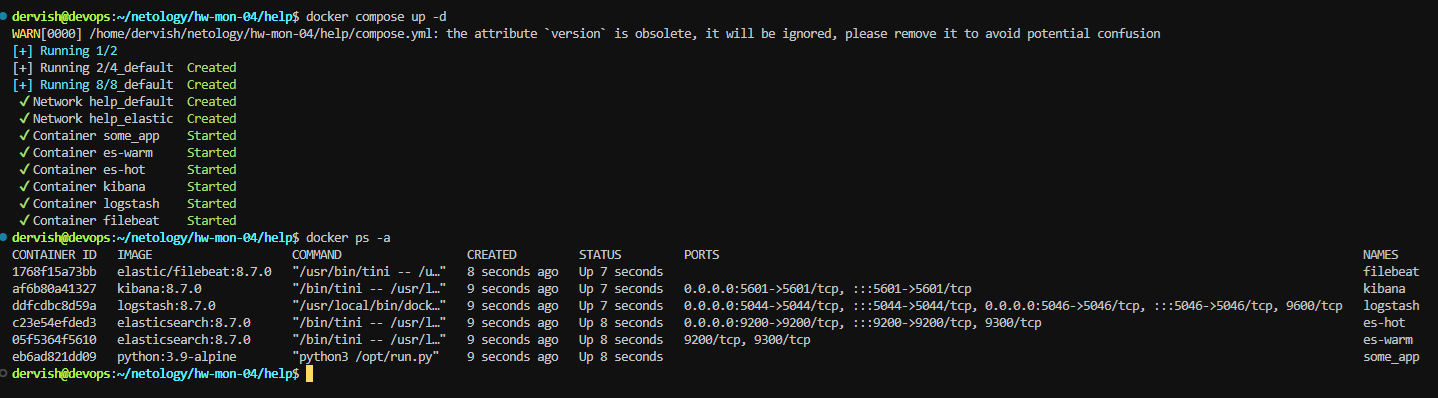 dervish@devops:~/netology/hw-mon-04/help$ docker compose up -d
WARN[0000] /home/dervish/netology/hw-mon-04/help/compose.yml: the attribute `version` is obsolete, it will be ignored, please remove it to avoid potential confusion
[+] Running 1/2
[+] Running 2/4_default  Created
[+] Running 8/8_default  Created
 ✔ Network help_default  Created
 ✔ Network help_elastic  Created
 ✔ Container some_app    Started
 ✔ Container es-warm     Started
 ✔ Container es-hot      Started
 ✔ Container kibana      Started
 ✔ Container logstash    Started
 ✔ Container filebeat    Started
dervish@devops:~/netology/hw-mon-04/help$ docker ps -a
CONTAINER ID   IMAGE                    COMMAND                  CREATED         STATUS         PORTS                                                                                            NAMES
1768f15a73bb   elastic/filebeat:8.7.0   "/usr/bin/tini -- /u…"   8 seconds ago   Up 7 seconds                                                                                                    filebeat
af6b80a41327   kibana:8.7.0             "/bin/tini -- /usr/l…"   9 seconds ago   Up 7 seconds   0.0.0.0:5601->5601/tcp, :::5601->5601/tcp                                                        kibana
ddfcdbc8d59a   logstash:8.7.0           "/usr/local/bin/dock…"   9 seconds ago   Up 7 seconds   0.0.0.0:5044->5044/tcp, :::5044->5044/tcp, 0.0.0.0:5046->5046/tcp, :::5046->5046/tcp, 9600/tcp   logstash
c23e54efded3   elasticsearch:8.7.0      "/bin/tini -- /usr/l…"   9 seconds ago   Up 8 seconds   0.0.0.0:9200->9200/tcp, :::9200->9200/tcp, 9300/tcp                                              es-hot
05f5364f5610   elasticsearch:8.7.0      "/bin/tini -- /usr/l…"   9 seconds ago   Up 8 seconds   9200/tcp, 9300/tcp                                                                               es-warm
eb6ad821dd09   python:3.9-alpine        "python3 /opt/run.py"    9 seconds ago   Up 8 seconds                                                                                                    some_app
dervish@devops:~/netology/hw-mon-04/help$